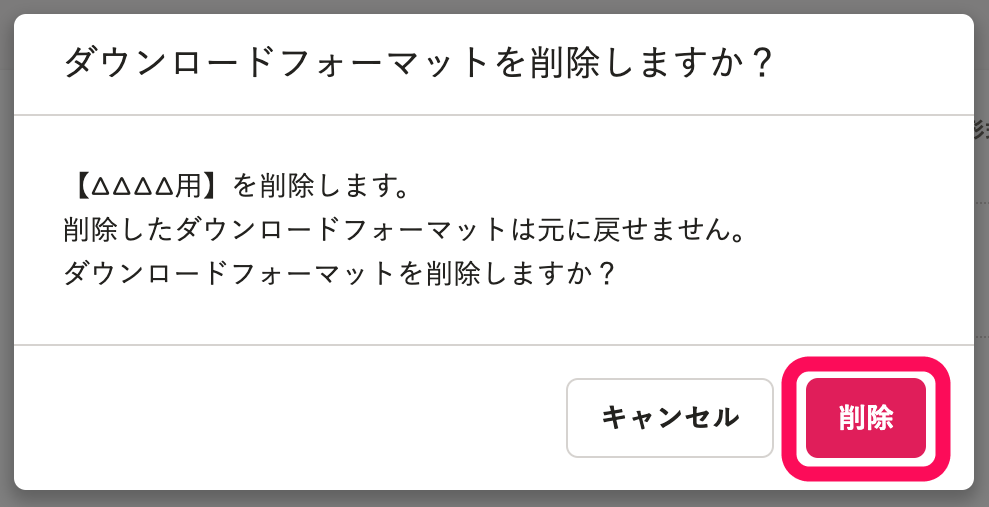 ダウンロードフォーマットを削除しますか？
【△△△△用】を削除します。
削除したダウンロードフォーマットは元に戻せません。
ダウンロードフォーマットを削除しますか？
キャンセル
削除